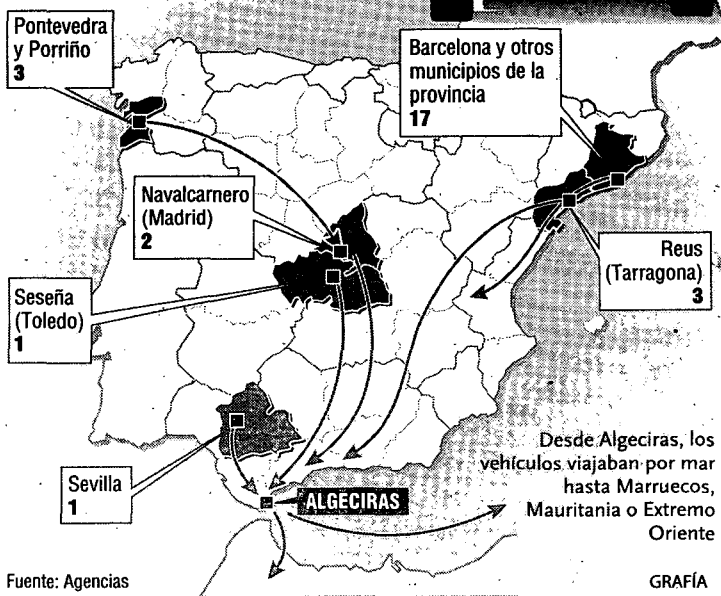 Pontevedra
y Porriño
3
Barcelona y otros
municipios de la
provincia
17
Navalcarnero
(Madrid)
2
Reus
(Tarragona)
3
Seseña
(Toledo)
1
Sevilla
1
ALGECIRAS
Desde Algeciras, los
vehículos viajaban por mar
hasta Marruecos,
Mauritania o Extremo
Oriente
Fuente: Agencias
GRAFÍA